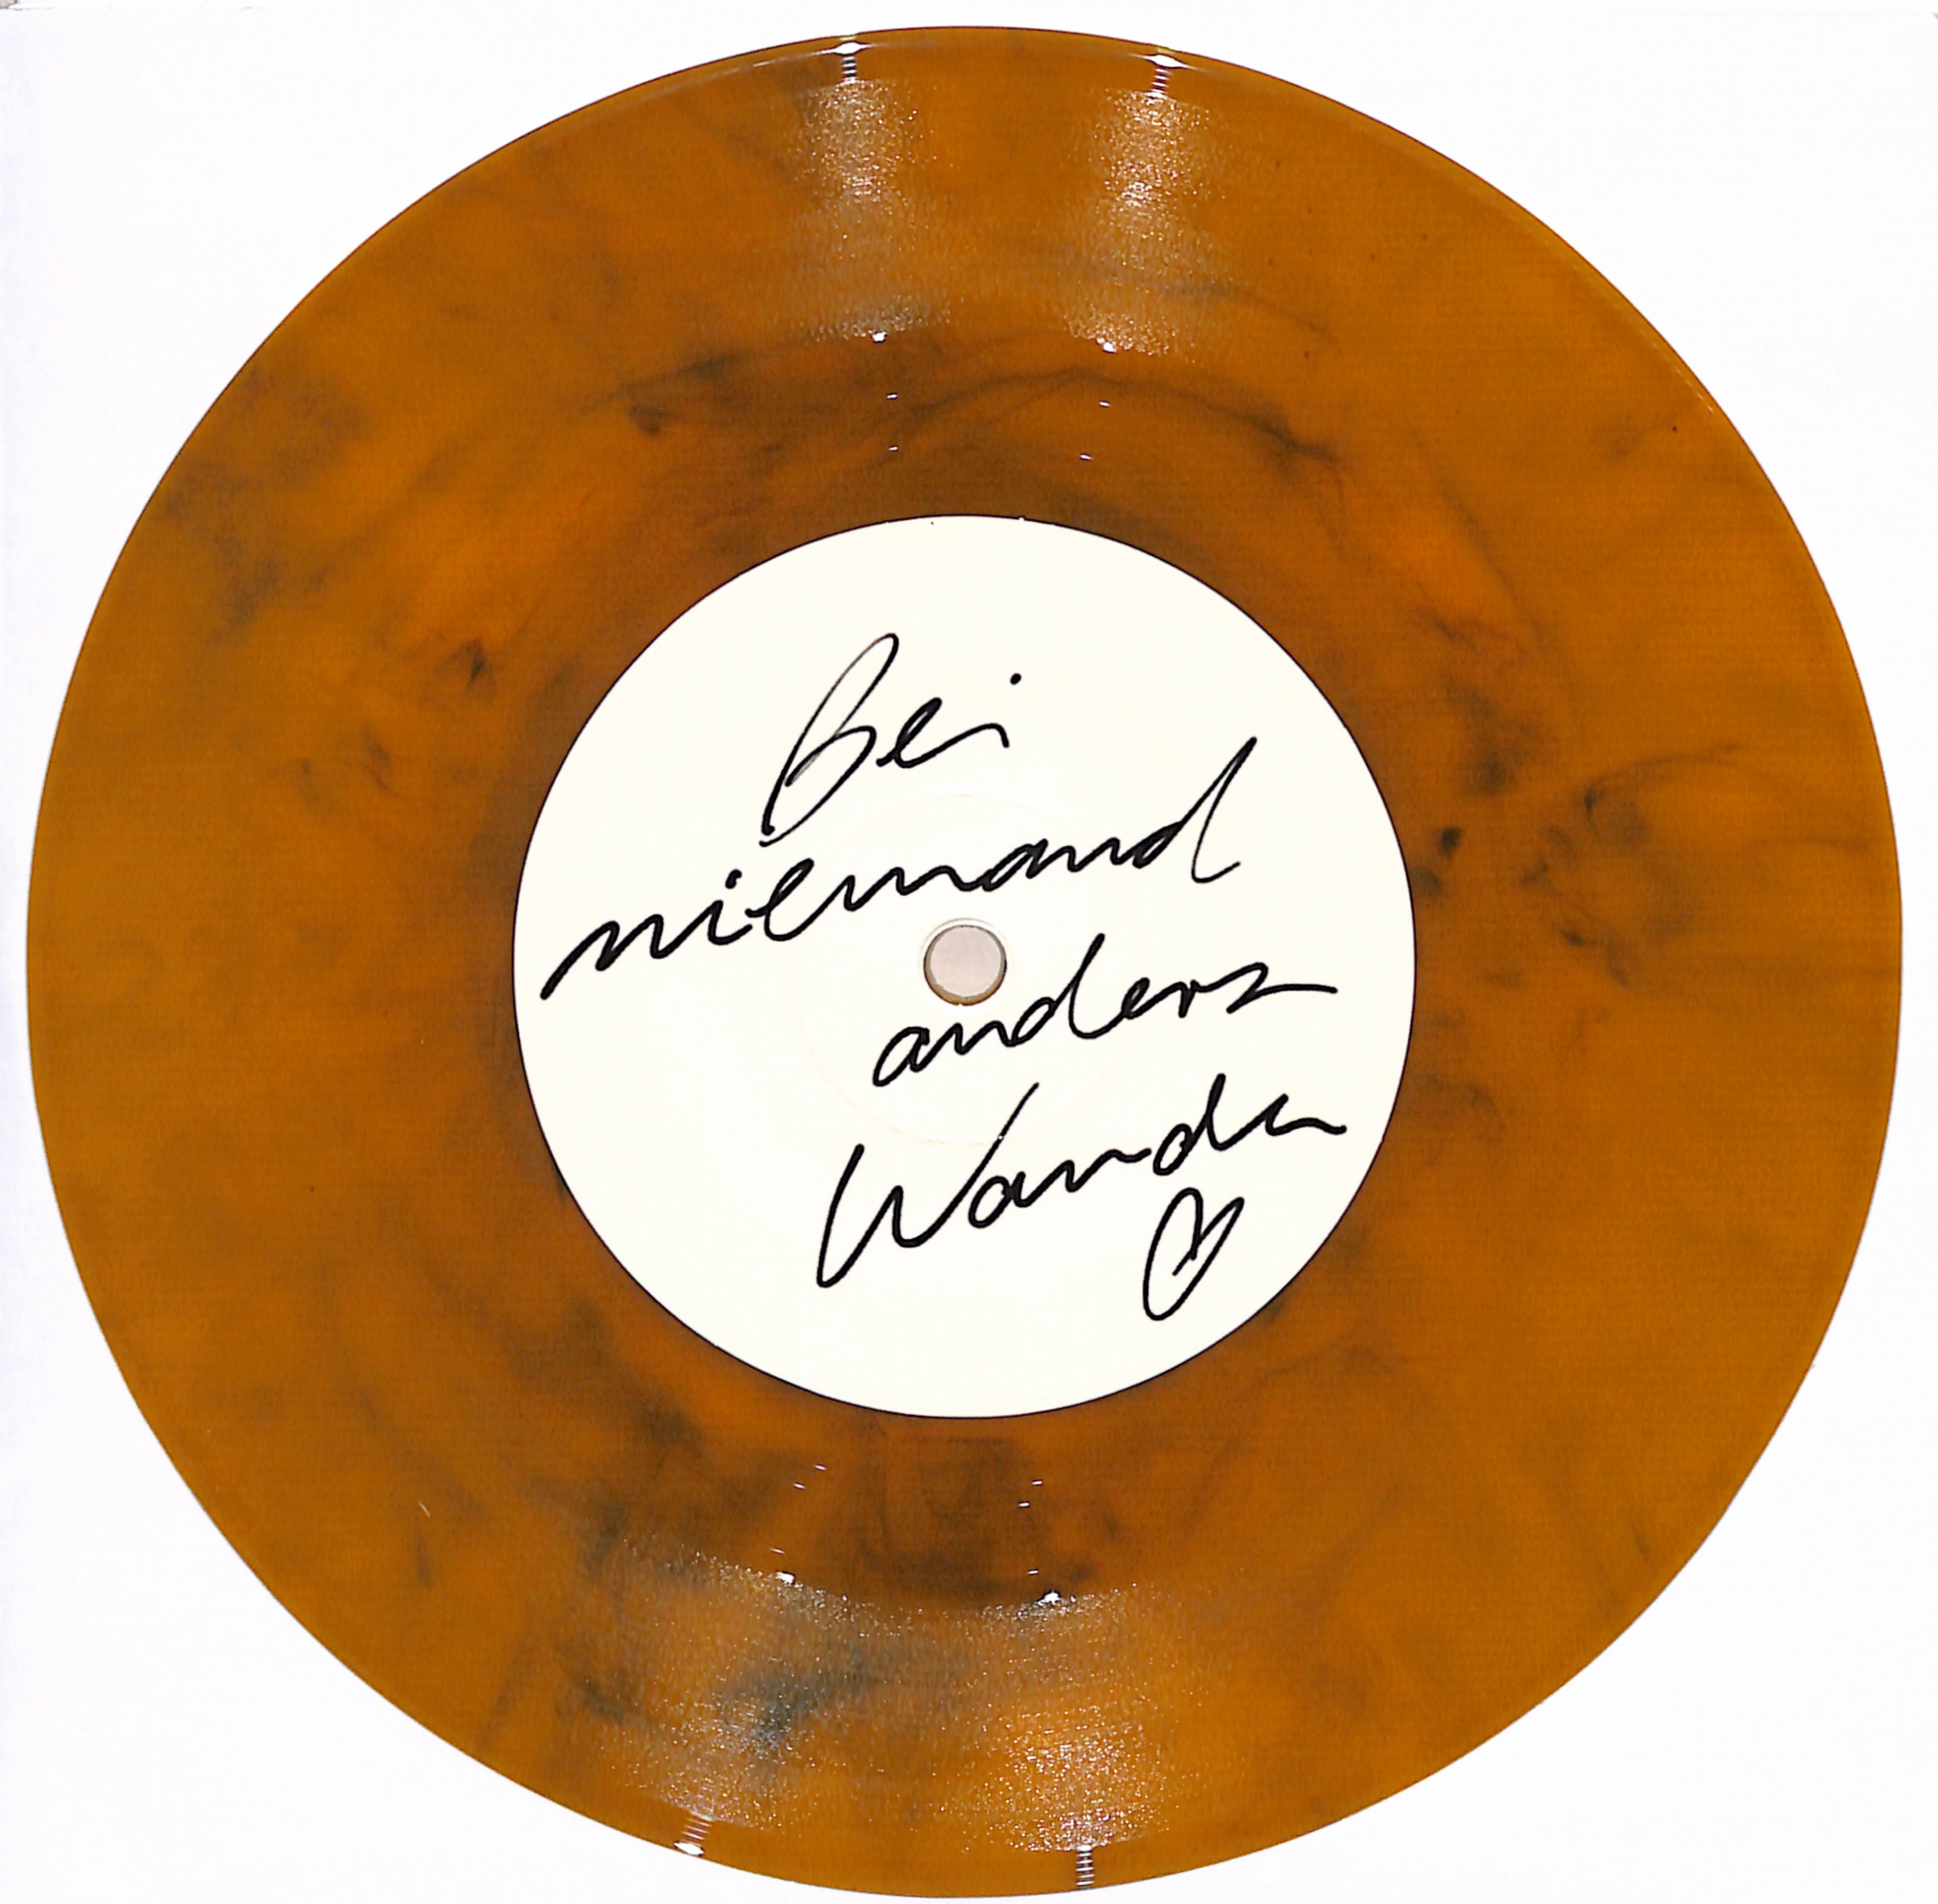 Bei
niemand
anders
Wanda